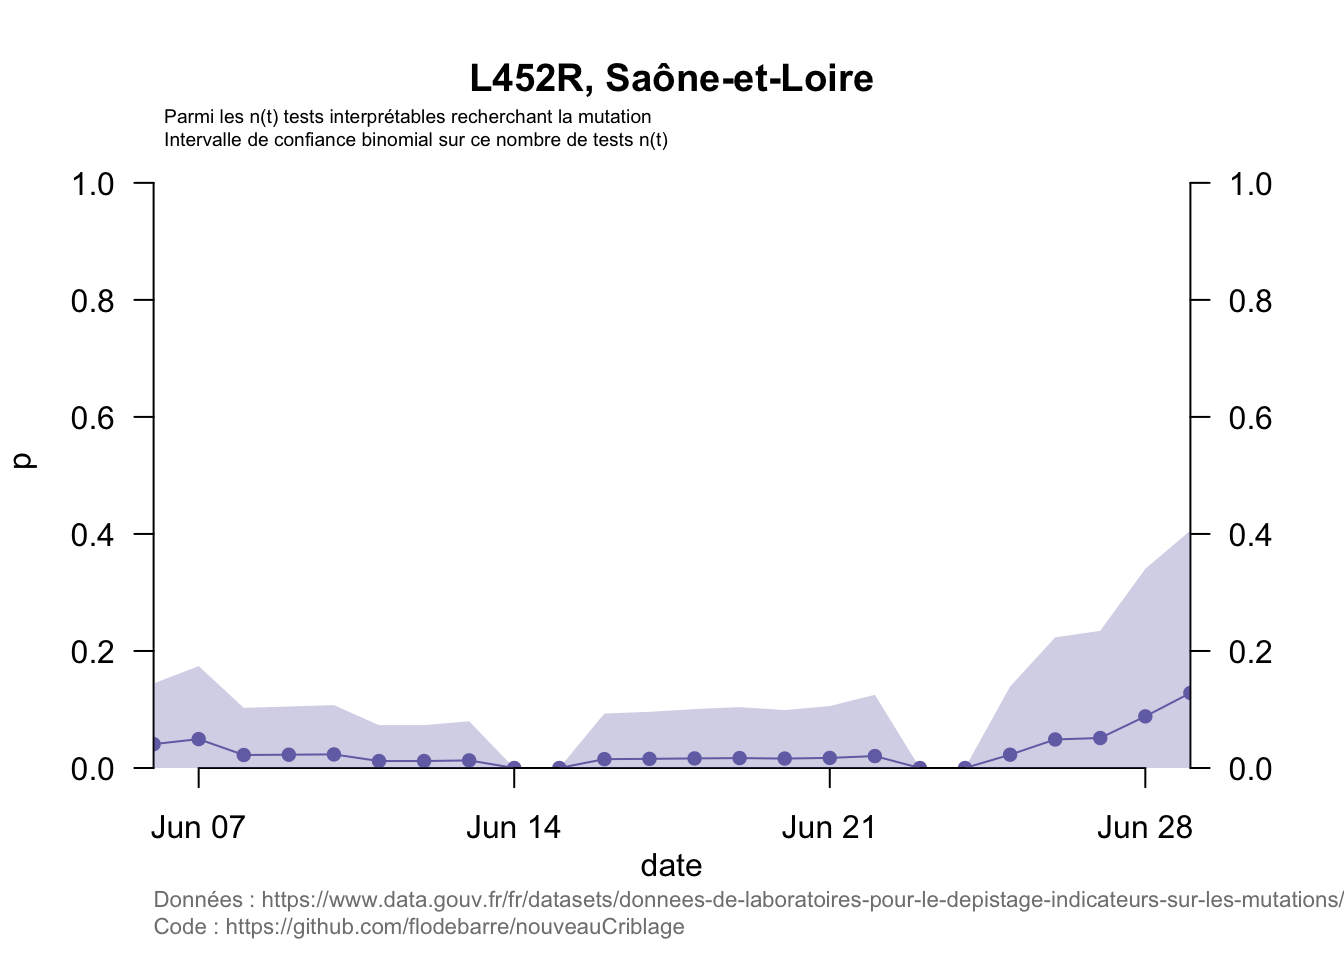 L452R, Saône-et-Loire
Parmi les n(t) tests interprétables recherchant la mutation
Intervalle de confiance binomial sur ce nombre de tests n(t)
1.0 1.0
0.8 0.8
0.6 0.6
p
0.4 0.4
0.2 0.2
0.0 0.0
Jun 07 Jun 14 Jun 21 Jun 28
date
Données : https://www.data.gouv.fr/fr/datasets/donnees-de-laboratoires-pour-le-depistage-indicateurs-sur-les-mutations/
Code : https://github.com/flodebarre/nouveauCriblage